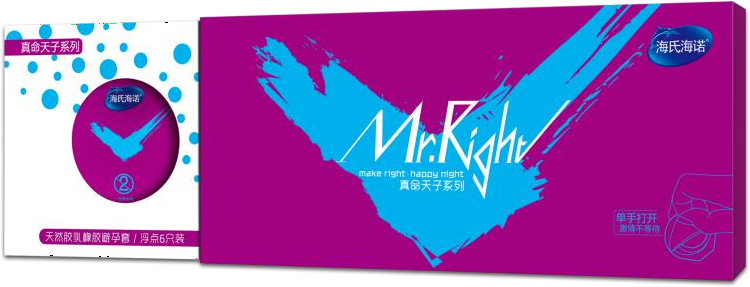 真命天子系列
海氏海诺
2
天然胶乳橡胶避孕套 / 浮点6只装
海氏海诺
Mr.Right
make right·happy night
真命天子系列
单手打开
激情不等待